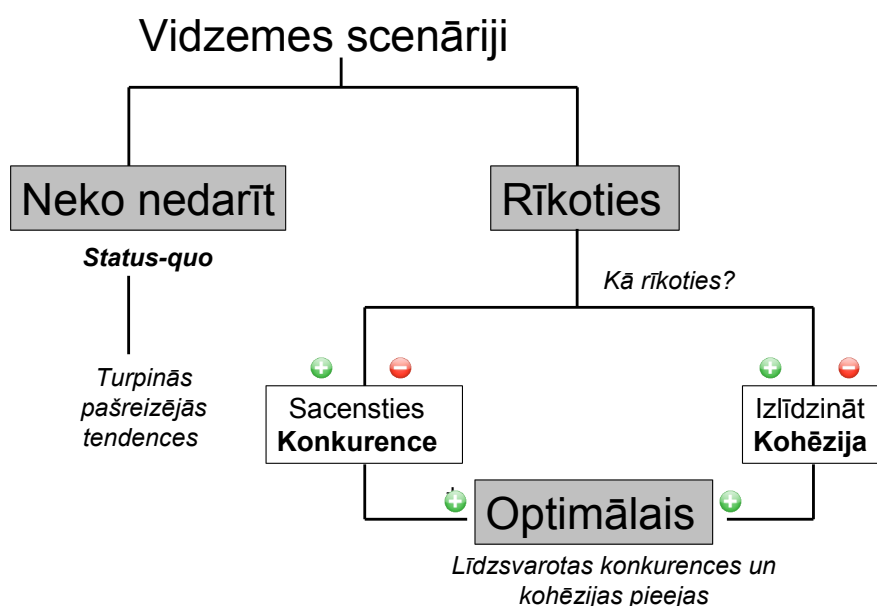 Vidzemes scenāriji
Neko nedarīt
Rīkoties
Status-quo
Kā rīkoties?
Turpinās
pašreizējās
tendences
Sacensties
Konkurence
Izlīdzināt
Kohēzija
Optimālais
Līdzsvarotas konkurences un
kohēzijas pieejas